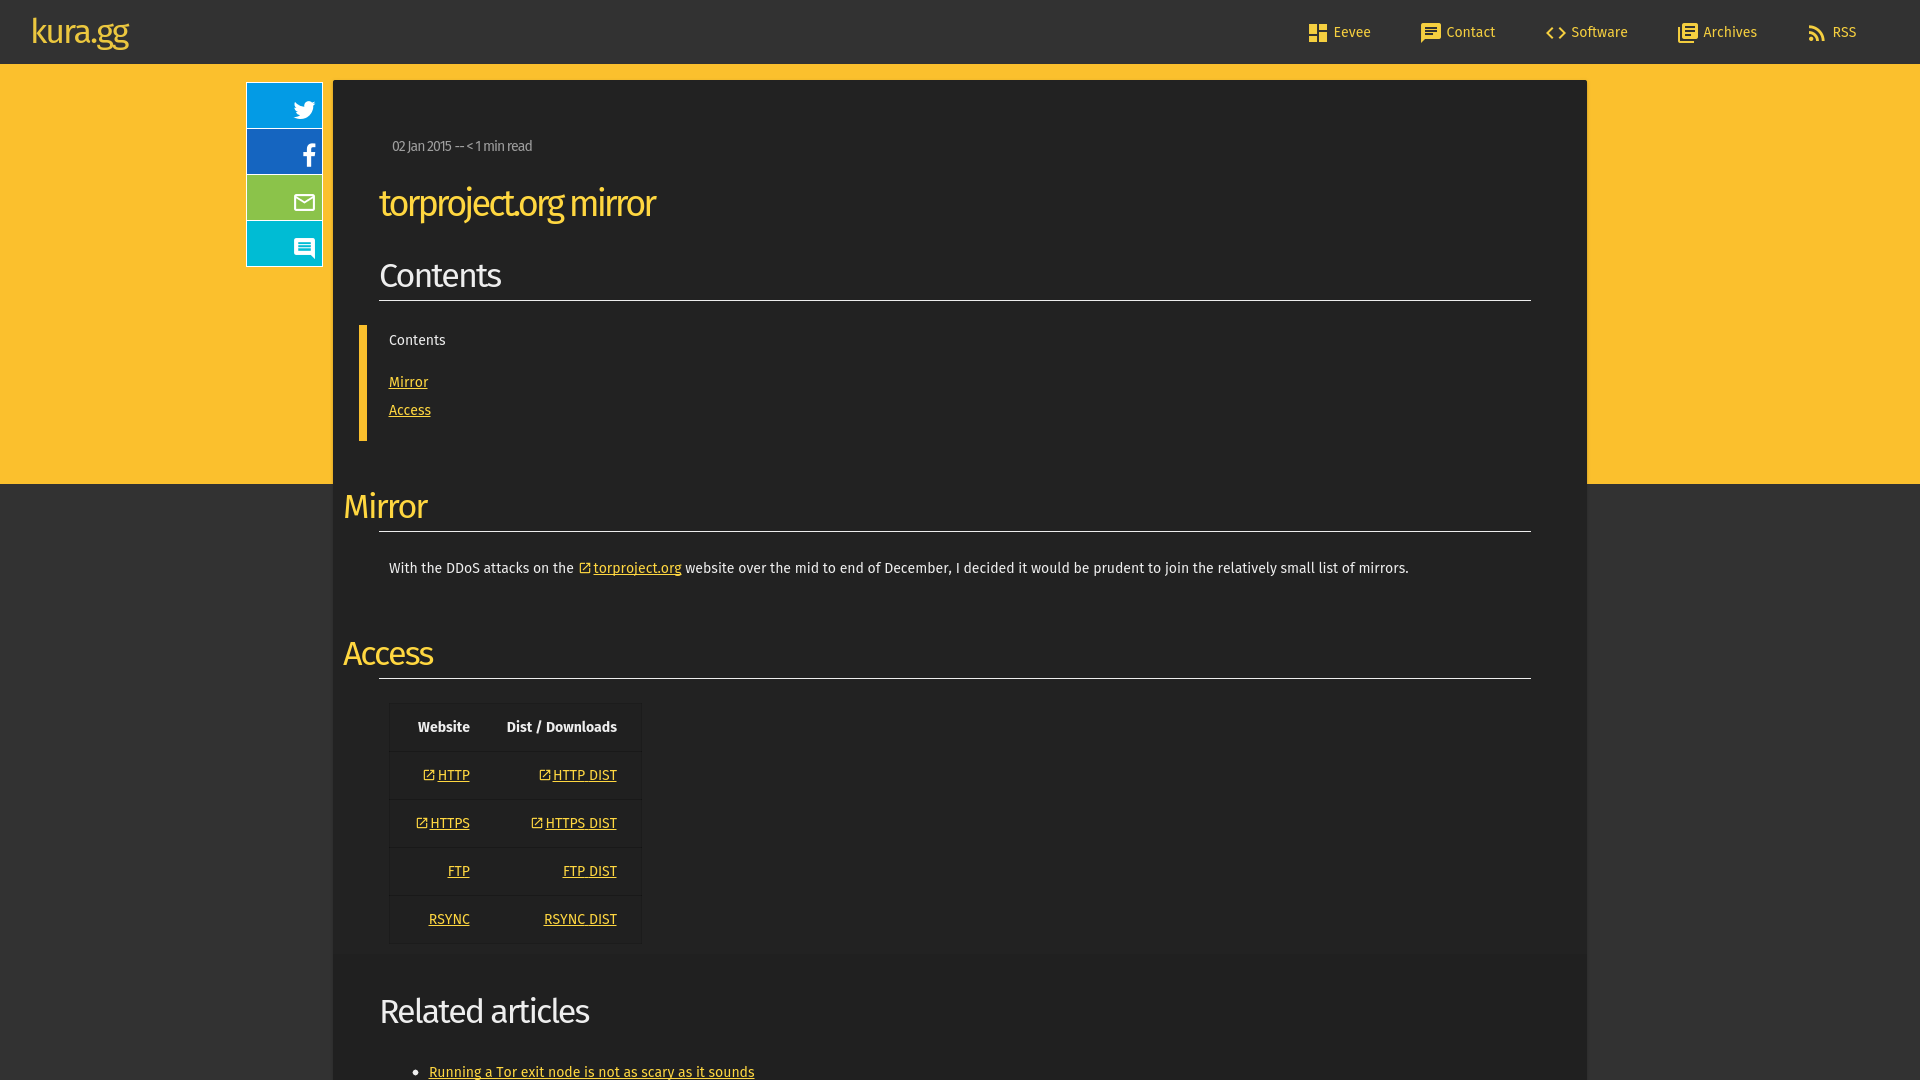 kura.gg
Eevee
Contact
Software
Archives
RSS
02 Jan 2015 -- < 1 min read
torproject.org mirror
Contents
Contents
Mirror
Access
Mirror
With the DDoS attacks on the torproject.org website over the mid to end of December, I decided it would be prudent to join the relatively small list of mirrors.
Access
Website Dist / Downloads
HTTP HTTP DIST
HTTPS HTTPS DIST
FTP FTP DIST
RSYNC RSYNC DIST
Related articles
Running a Tor exit node is not as scary as it sounds